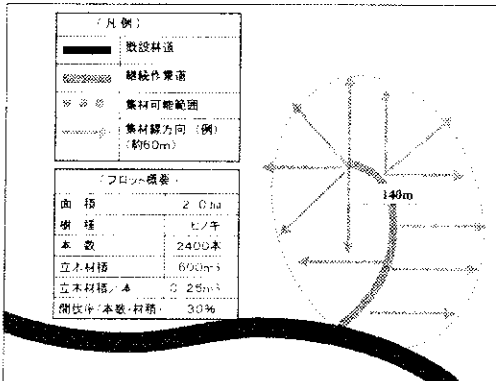 (凡例)
既設林道
継続作業道
集材可能範囲
集材線方向 (例)
(約60m)
140m
プロット概要
面積 2.0ha
樹種 ヒノキ
本数 2400本
立木材積 600m3
立木材積/本 0.25m3
間伐率(本数・材積) 30%